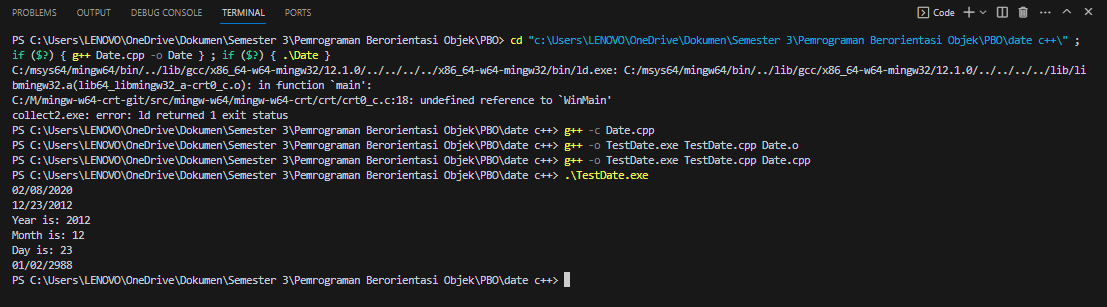 PROBLEMS OUTPUT DEBUG CONSOLE TERMINAL PORTS Code
PS C:\Users\LENOVO\OneDrive\Dokumen\Semester 3\Pemrograman Berorientasi Objek\PBO> cd "c:\Users\LENOVO\OneDrive\Dokumen\Semester 3\Pemrograman Berorientasi Objek\PBO\date c++\" ;
if ($?) { g++ Date.cpp -o Date } ; if ($?) { .\Date }
C:/msys64/mingw64/bin/../lib/gcc/x86_64-w64-mingw32/12.1.0/../../../../x86_64-w64-mingw32/bin/ld.exe: C:/msys64/mingw64/bin/../lib/gcc/x86_64-w64-mingw32/12.1.0/../../../../lib/li
bmingw32.a(lib64_libmingw32_a-crt0_c.o): in function `main':
C:/M/mingw-w64-crt-git/src/mingw-w64/mingw-w64-crt/crt/crt0_c.c:18: undefined reference to `WinMain'
collect2.exe: error: ld returned 1 exit status
PS C:\Users\LENOVO\OneDrive\Dokumen\Semester 3\Pemrograman Berorientasi Objek\PBO\date c++> g++ -c Date.cpp
PS C:\Users\LENOVO\OneDrive\Dokumen\Semester 3\Pemrograman Berorientasi Objek\PBO\date c++> g++ -o TestDate.exe TestDate.cpp Date.o
PS C:\Users\LENOVO\OneDrive\Dokumen\Semester 3\Pemrograman Berorientasi Objek\PBO\date c++> g++ -o TestDate.exe TestDate.cpp Date.cpp
PS C:\Users\LENOVO\OneDrive\Dokumen\Semester 3\Pemrograman Berorientasi Objek\PBO\date c++> .\TestDate.exe
02/08/2020
12/23/2012
Year is: 2012
Month is: 12
Day is: 23
01/02/2988
PS C:\Users\LENOVO\OneDrive\Dokumen\Semester 3\Pemrograman Berorientasi Objek\PBO\date c++>